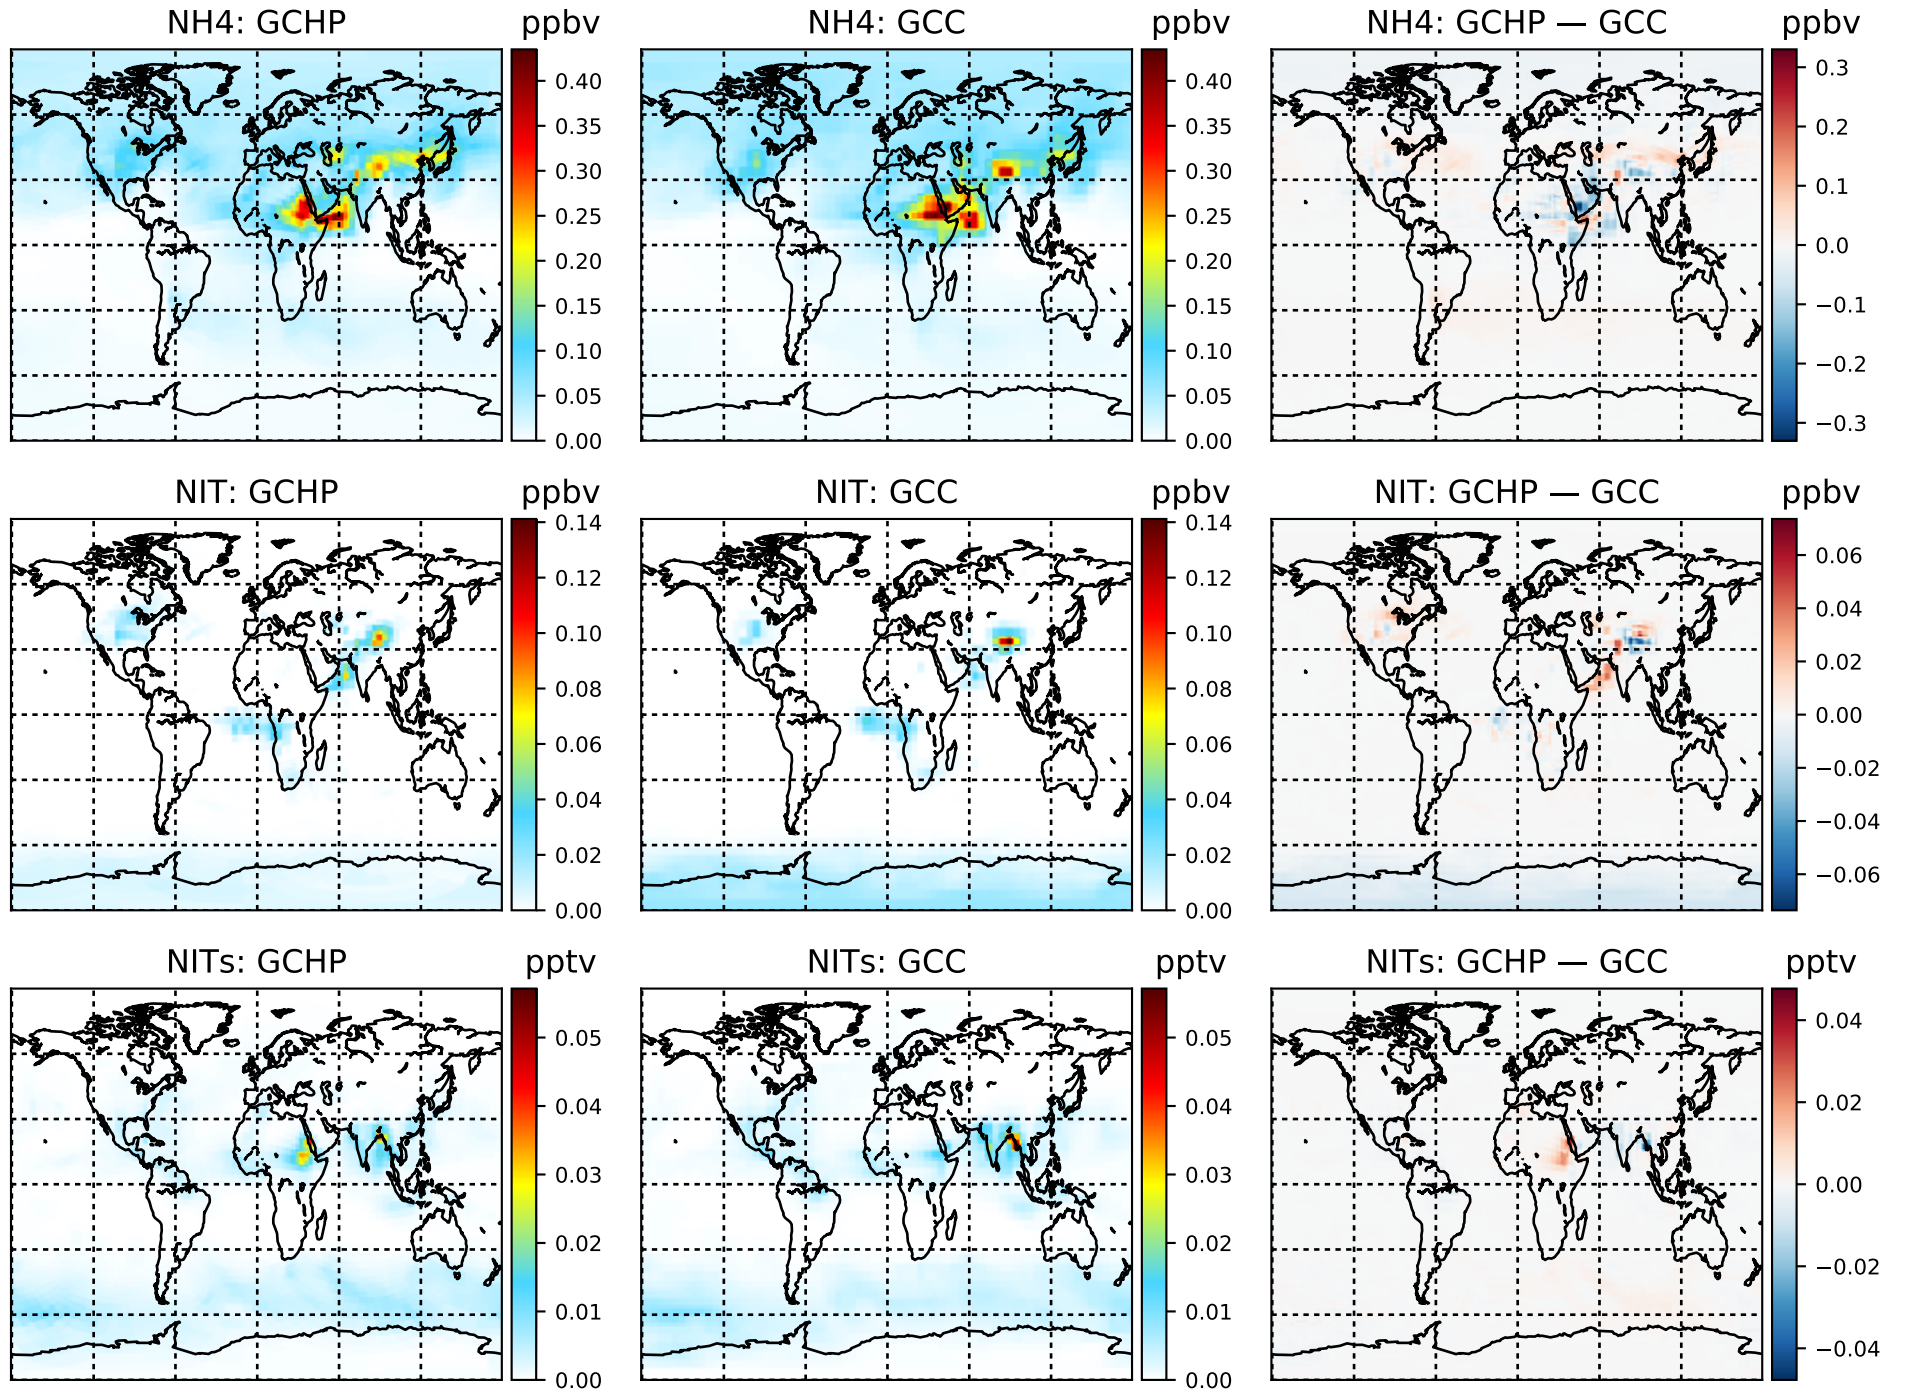 NH4: GCHP ppbv NH4: GCC ppbv NH4: GCHP — GCC ppbv
0.40 0.40 0.3
0.35 0.35 0.2
0.30 0.30 0.1
0.25 0.25 0.0
0.20 0.20 −0.1
0.15 0.15 −0.2
0.10 0.10 −0.3
0.05 0.05
0.00 0.00
NIT: GCHP ppbv NIT: GCC ppbv NIT: GCHP — GCC ppbv
0.14 0.14 0.06
0.12 0.12 0.04
0.10 0.10 0.02
0.08 0.08 0.00
0.06 0.06 −0.02
0.04 0.04 −0.04
0.02 0.02 −0.06
0.00 0.00
NITs: GCHP pptv NITs: GCC pptv NITs: GCHP — GCC pptv
0.05 0.05 0.04
0.04 0.04 0.02
0.03 0.03 0.00
0.02 0.02 −0.02
0.01 0.01 −0.04
0.00 0.00